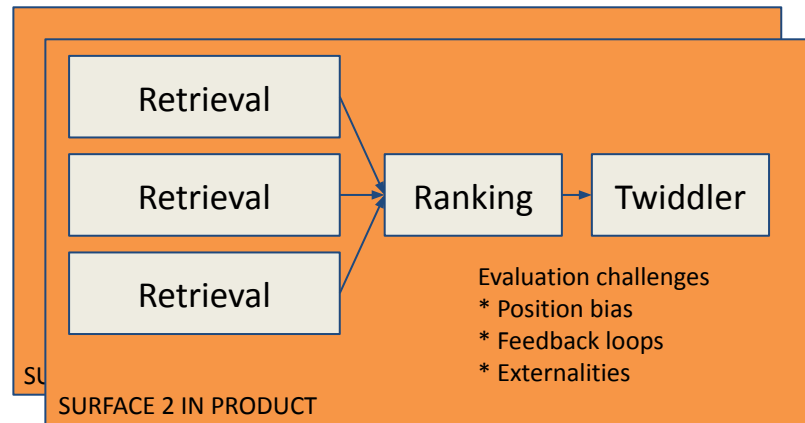 Retrieval
Retrieval
Ranking
Twiddler
Retrieval
Evaluation challenges
* Position bias
* Feedback loops
* Externalities
SURFACE 2 IN PRODUCT